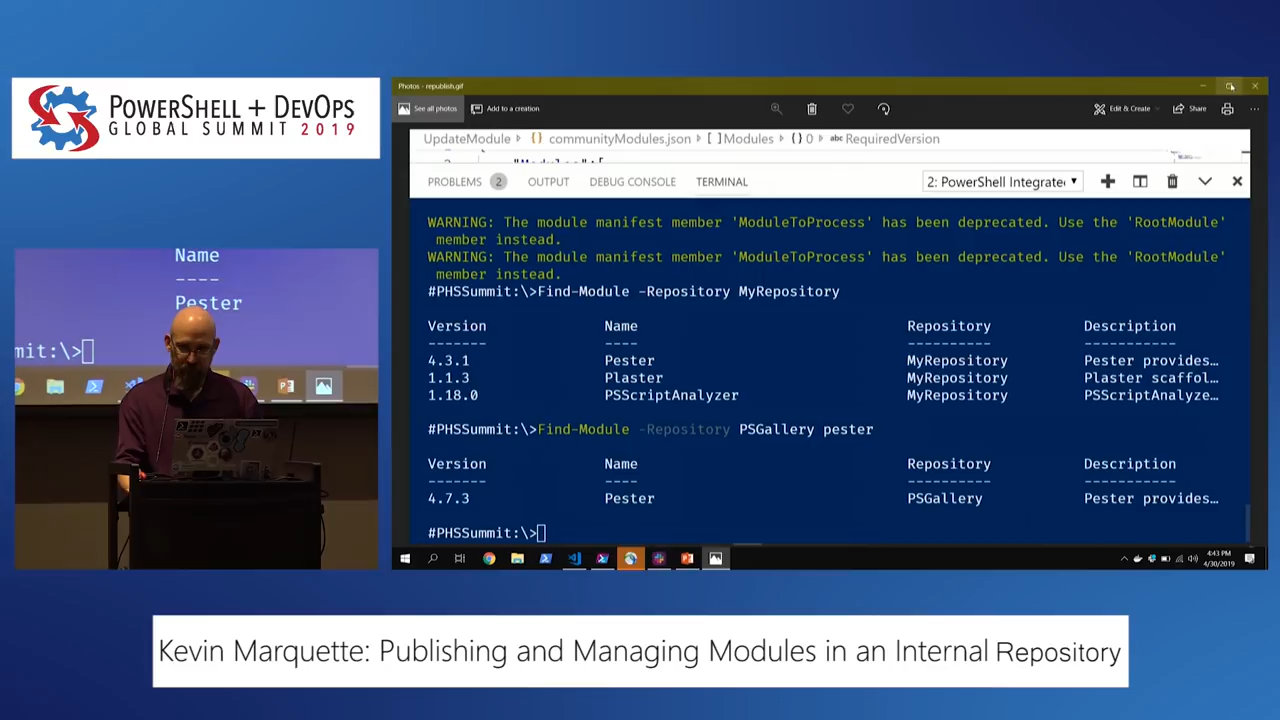 POWERSHELL + DEVOPS
GLOBAL SUMMIT 2019
Name
----
Pester
mit:\>
Photos - republish.gif
See all photos
Add to a creation
Edit & Create
Share
UpdateModule
{} communityModules.json
[ ] Modules
{} 0
abc RequiredVersion
"Modules":[
PROBLEMS 2
OUTPUT
DEBUG CONSOLE
TERMINAL
2: PowerShell Integrate
WARNING: The module manifest member 'ModuleToProcess' has been deprecated. Use the 'RootModule'
member instead.
WARNING: The module manifest member 'ModuleToProcess' has been deprecated. Use the 'RootModule'
member instead.
#PHSSummit:\>Find-Module -Repository MyRepository
Version Name Repository Description
------- ---- ---------- -----------
4.3.1 Pester MyRepository Pester provides…
1.1.3 Plaster MyRepository Plaster scaffol…
1.18.0 PSScriptAnalyzer MyRepository PSScriptAnalyze…
#PHSSummit:\>Find-Module -Repository PSGallery pester
Version Name Repository Description
------- ---- ---------- -----------
4.7.3 Pester PSGallery Pester provides…
#PHSSummit:\>
4:43 PM
4/30/2019
Kevin Marquette: Publishing and Managing Modules in an Internal Repository